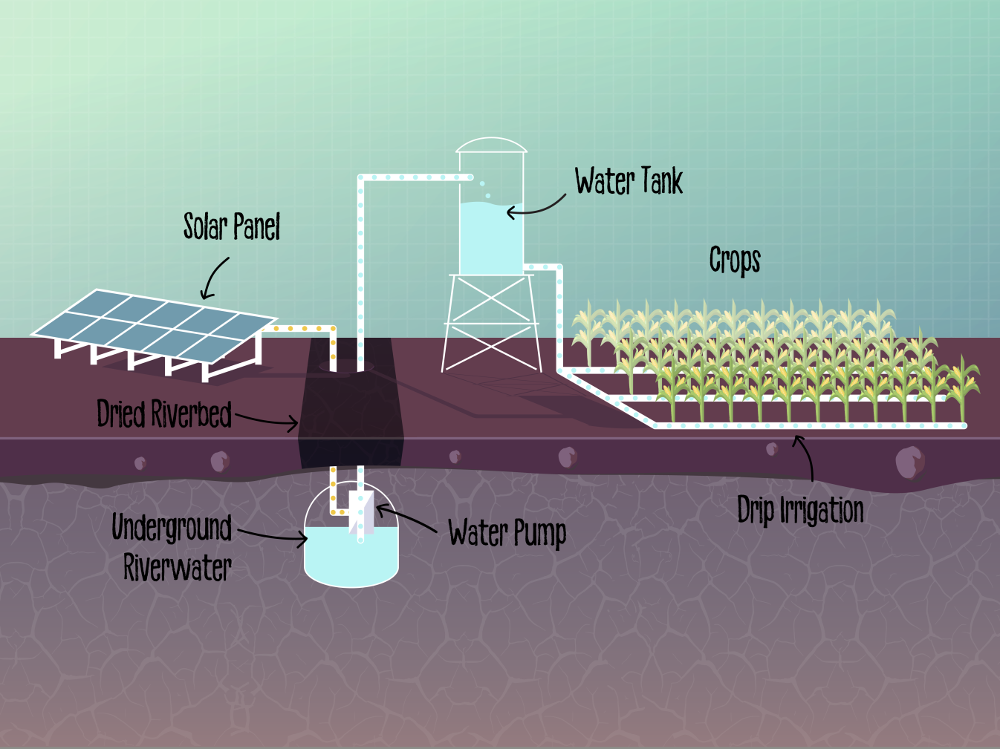 Water Tank
Solar Panel
Crops
Dried Riverbed
Drip Irrigation
Underground
Riverwater
Water Pump